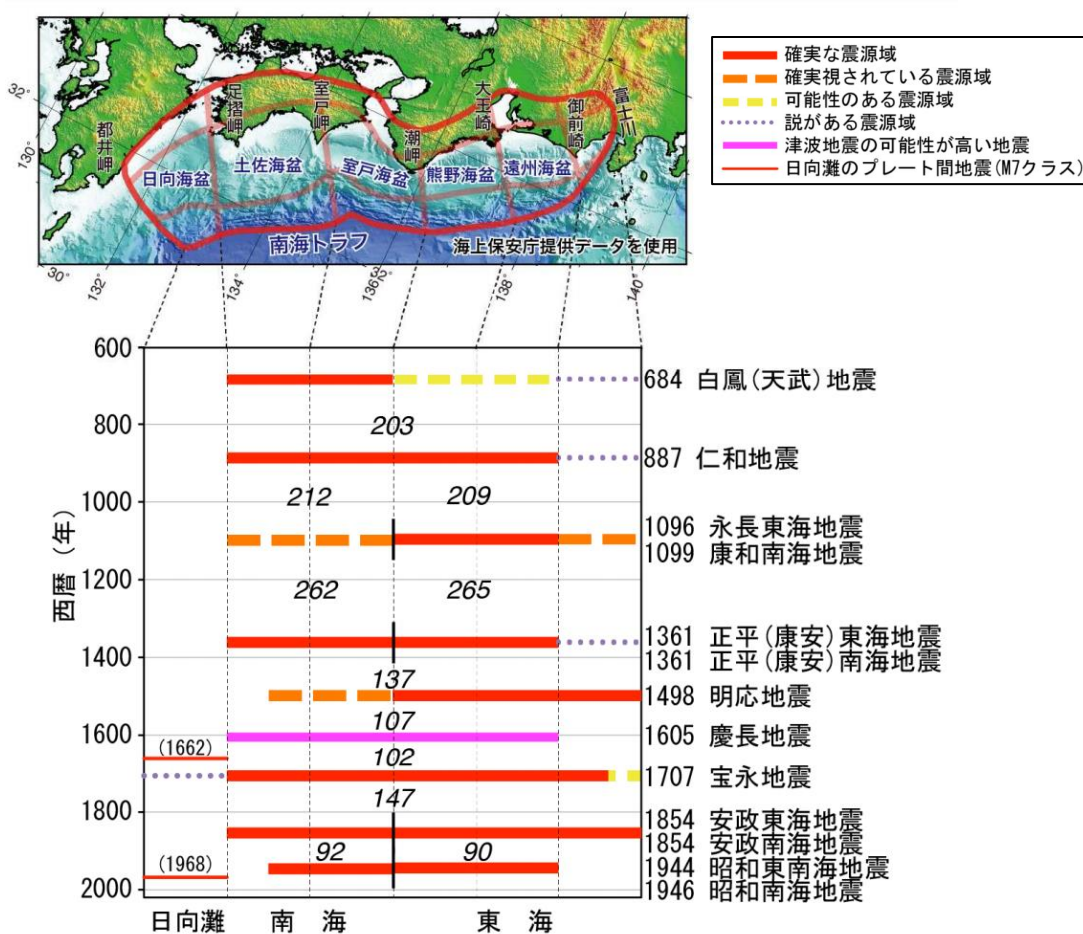 確実な震源域
確実視されている震源域
可能性のある震源域
説がある震源域
津波地震の可能性が高い地震
日向灘のプレート間地震(M7クラス)
都井岬
足摺岬
室戸岬
潮岬
大王崎
御前崎
富士川
日向海盆
土佐海盆
室戸海盆
熊野海盆
遠州海盆
南海トラフ
海上保安庁提供データを使用
32°
130°
30°
132°
134°
136°
138°
140°
西暦(年)
600
800
1000
1200
1400
1600
1800
2000
684 白鳳(天武)地震
203
887 仁和地震
212
209
1096 永長東海地震
1099 康和南海地震
262
265
1361 正平(康安)東海地震
1361 正平(康安)南海地震
137
1498 明応地震
107
1605 慶長地震
(1662)
102
1707 宝永地震
147
1854 安政東海地震
1854 安政南海地震
92
90
(1968)
1944 昭和東南海地震
1946 昭和南海地震
日向灘
南 海
東 海